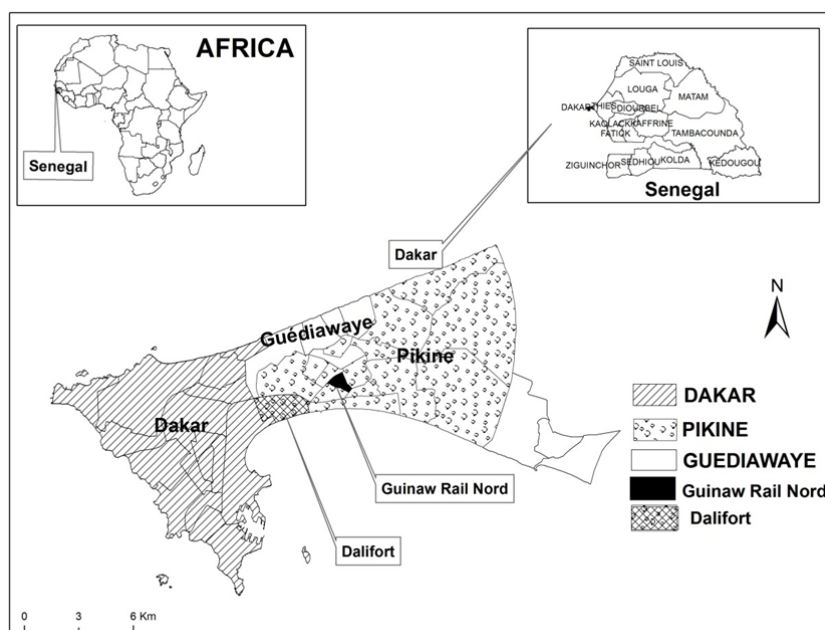 AFRICA
Senegal
SAINT LOUIS
LOUGA
MATAM
DAKAR
THIES
DIOURBEL
KAOLACK
KAFFRINE
FATICK
TAMBACOUNDA
ZIGUINCHOR
SEDHIOU
KOLDA
KEDOUGOU
Senegal
Dakar
N
Guédiawaye
Pikine
Dakar
Guinaw Rail Nord
Dalifort
DAKAR
PIKINE
GUEDIAWAYE
Guinaw Rail Nord
Dalifort
0 3 6 Km